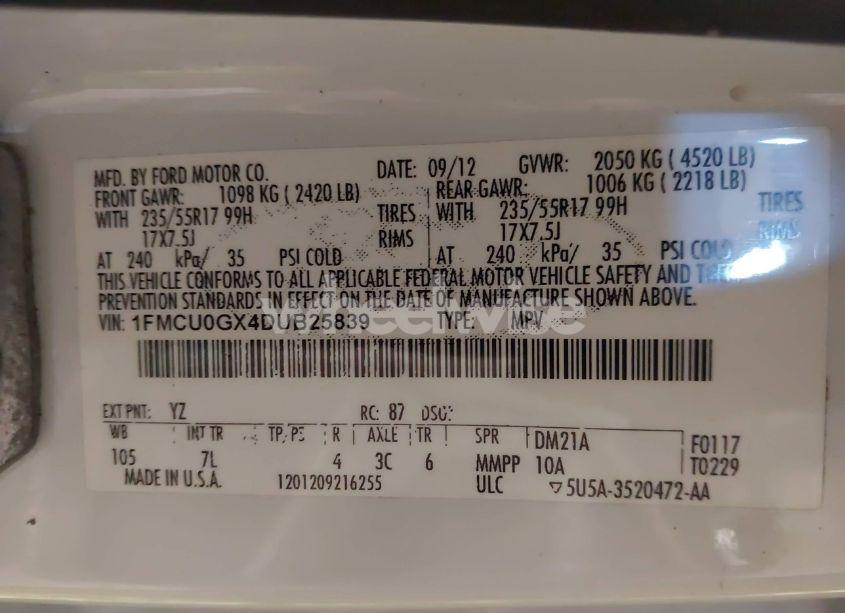 MFD. BY FORD MOTOR CO. DATE: 09/12 GVWR: 2050 KG ( 4520 LB)
FRONT GAWR: 1098 KG ( 2420 LB) REAR GAWR: 1006 KG ( 2218 LB)
WITH 235/55R17 99H TIRES WITH 235/55R17 99H TIRES
17X7.5J RIMS 17X7.5J RIMS
AT 240 kPa/ 35 PSI COLD AT 240 kPa/ 35 PSI COLD
THIS VEHICLE CONFORMS TO ALL APPLICABLE FEDERAL MOTOR VEHICLE SAFETY AND
PREVENTION STANDARDS IN EFFECT ON THE DATE OF MANUFACTURE SHOWN ABOVE.
VIN: 1FMCU0GX4DUB25839 TYPE: MPV
EXT PNT: YZ RC: 87 DSO:
WB INT TR TP/PS R AXLE TR SPR DM21A F0117
105 7L 4 3C 6 MMPP 10A T0229
MADE IN U.S.A. 1201209216255 ULC 5U5A-3520472-AA